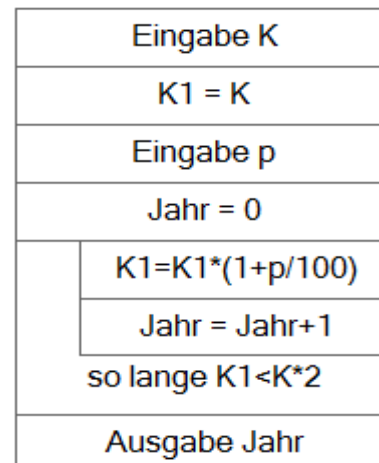 Eingabe K
K1 = K
Eingabe p
Jahr = 0
K1=K1*(1+p/100)
Jahr = Jahr+1
so lange K1<K*2
Ausgabe Jahr